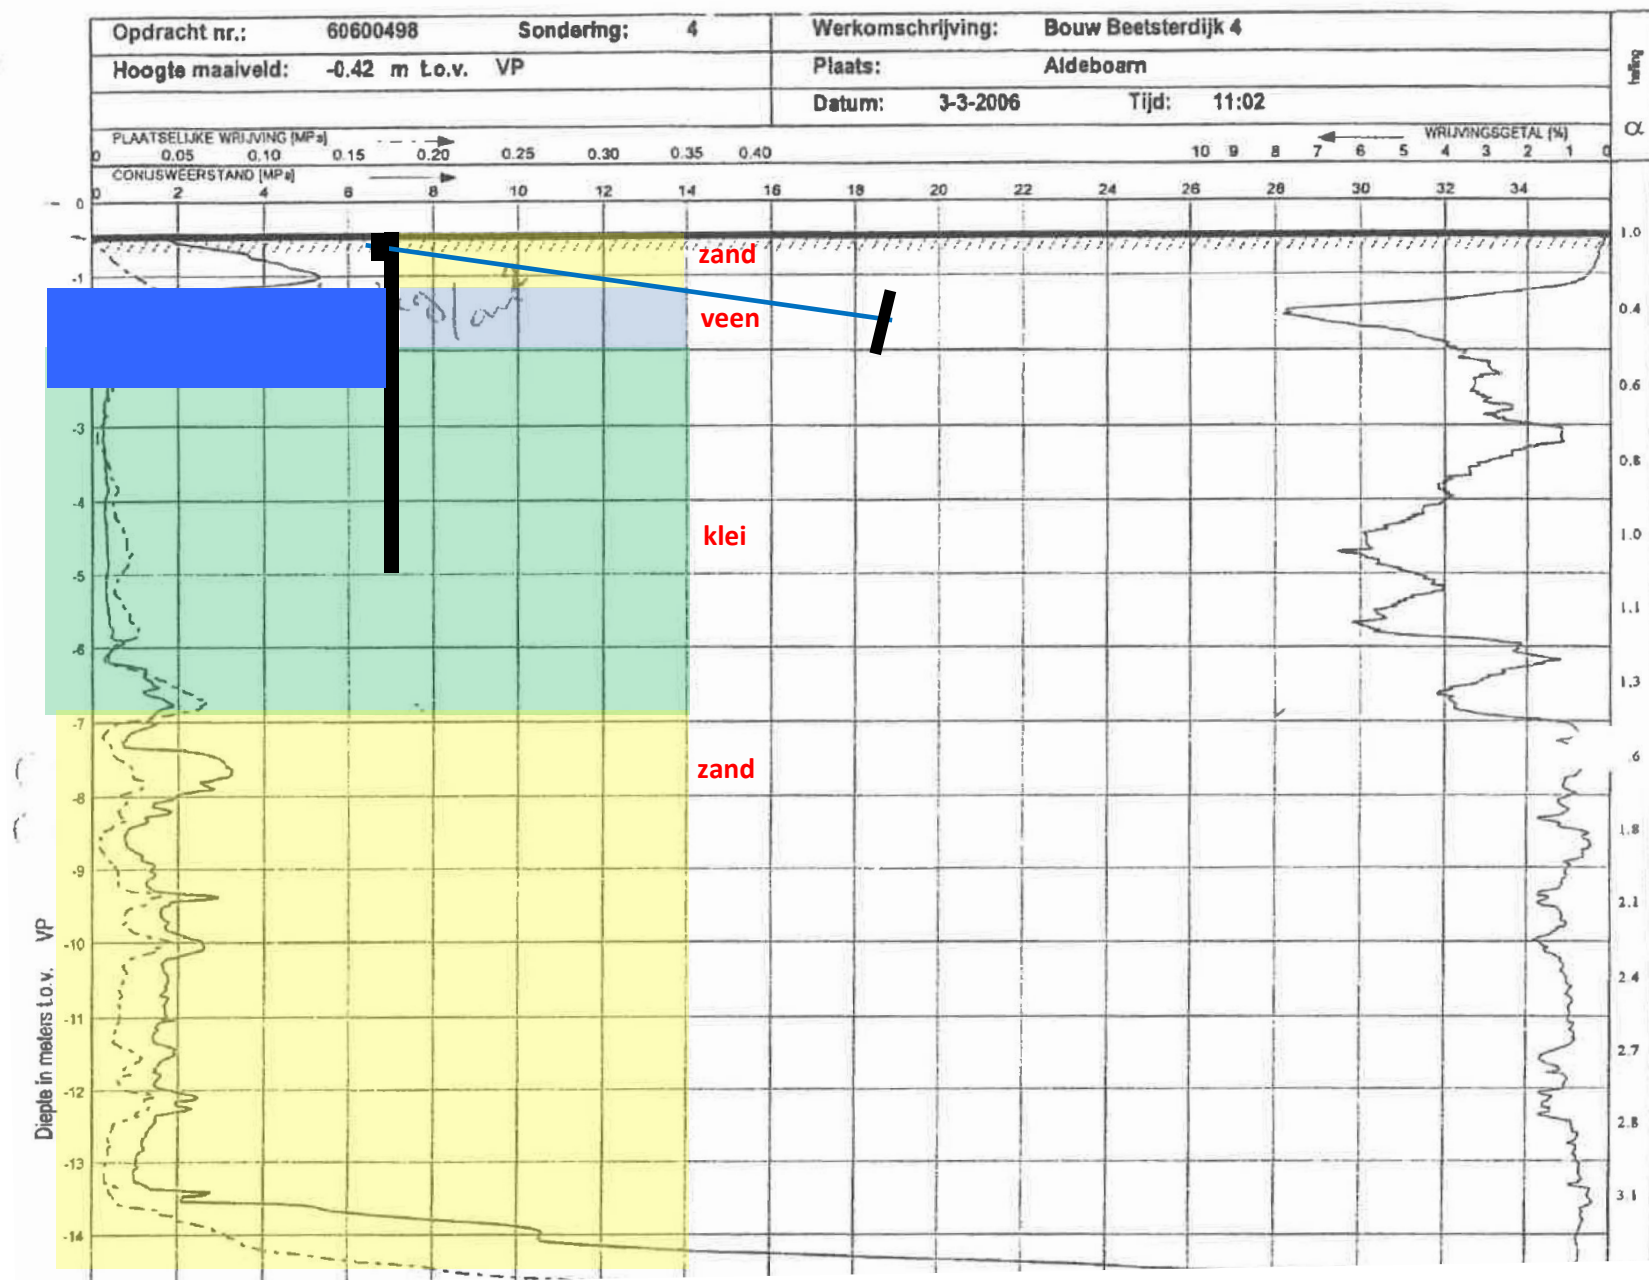 Opdracht nr.: 60600498 Sondering: 4 Werkomschrijving: Bouw Beetsterdijk 4
Hoogte maaiveld: -0.42 m t.o.v. VP Plaats: Aldeboarn
Datum: 3-3-2006 Tijd: 11:02
helling
α
PLAATSELIJKE WRIJVING [MPa] WRIJVINGSGETAL [%]
0 0.05 0.10 0.15 0.20 0.25 0.30 0.35 0.40 10 9 8 7 6 5 4 3 2 1 0
CONUSWEERSTAND [MPa]
0 2 4 6 8 10 12 14 16 18 20 22 24 26 28 30 32 34
0
1.0
zand
-1
veen
0.4
0.6
-3
0.8
-4
klei
1.0
-5
1.1
-6
1.3
-7
zand
.6
-8
1.8
-9
2.1
-10
2.4
-11
2.7
-12
2.8
-13
3.1
-14
Diepte in meters t.o.v. VP